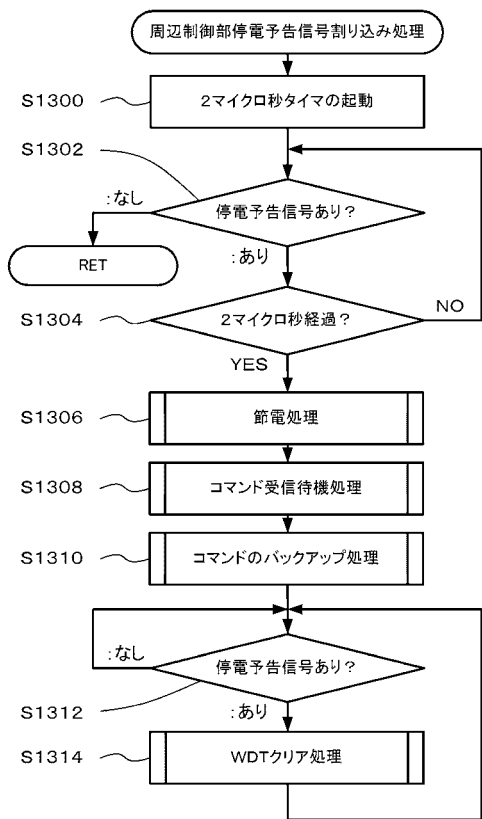 周辺制御部停電予告信号割り込み処理
S1300
2マイクロ秒タイマの起動
S1302
:なし
停電予告信号あり?
RET
:あり
S1304
2マイクロ秒経過?
NO
YES
S1306
節電処理
S1308
コマンド受信待機処理
S1310
コマンドのバックアップ処理
:なし
停電予告信号あり?
S1312
:あり
S1314
WDTクリア処理